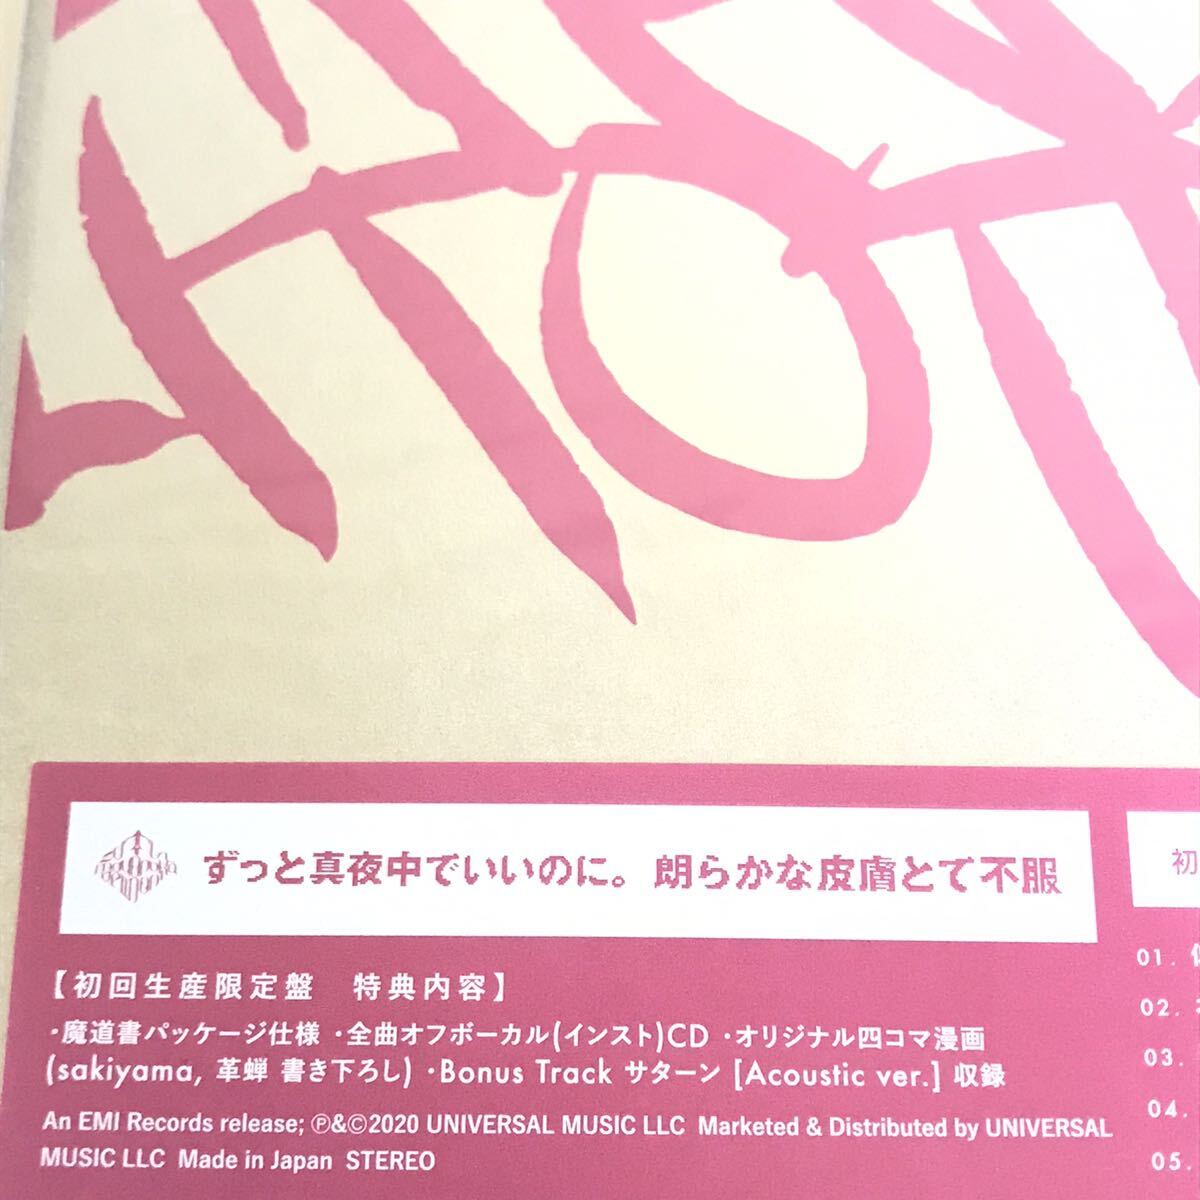 ずっと真夜中でいいのに。 朗らかな皮膚とて不服
【初回生産限定盤　特典内容】
・魔道書パッケージ仕様 ・全曲オフボーカル(インスト)CD ・オリジナル四コマ漫画
(sakiyama, 革蝉 書き下ろし) ・Bonus Track サターン [Acoustic ver.] 収録
An EMI Records release; Ⓟ&©2020 UNIVERSAL MUSIC LLC Marketed & Distributed by UNIVERSAL
MUSIC LLC Made in Japan STEREO
初
01.
02.
03.
04.
05.